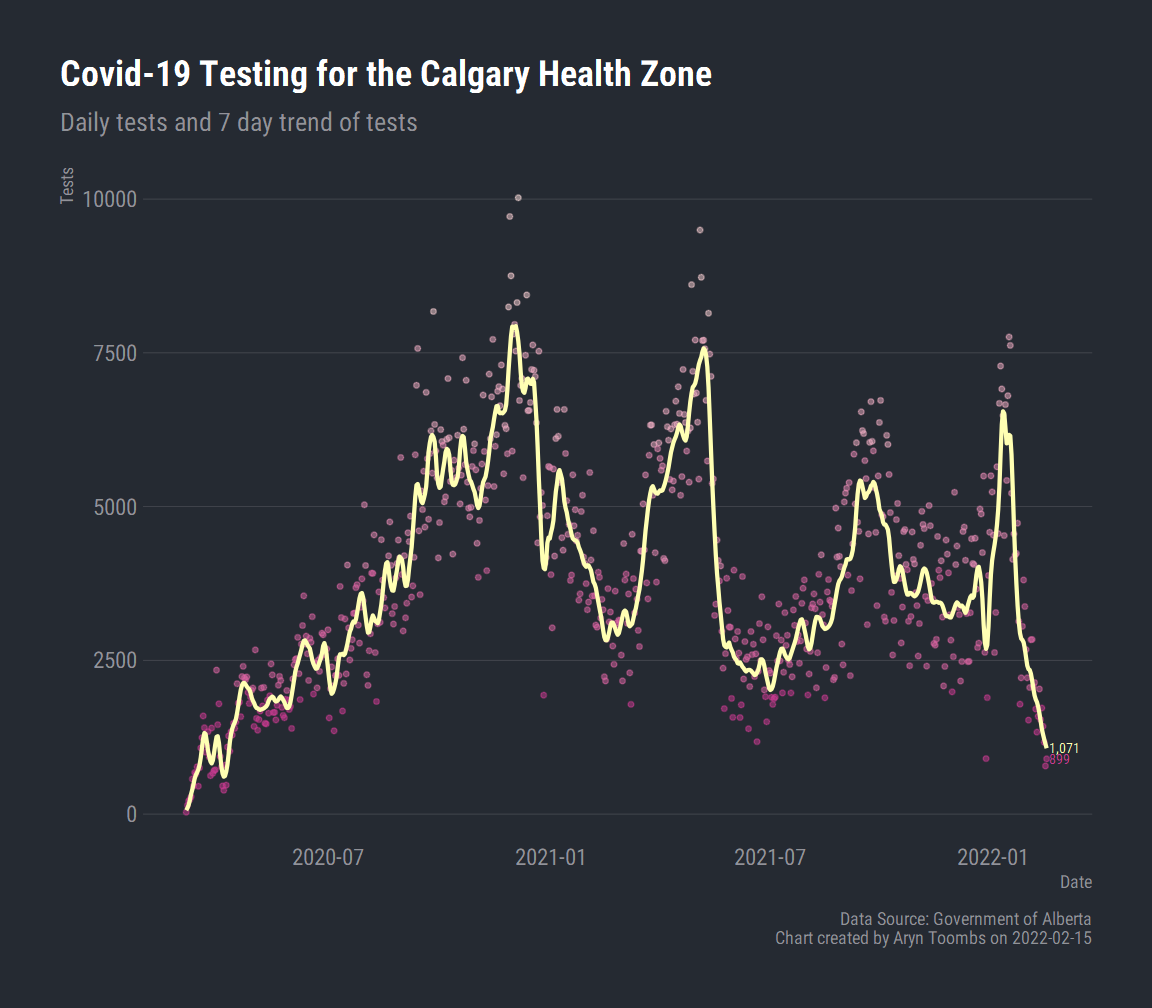 Covid-19 Testing for the Calgary Health Zone
Daily tests and 7 day trend of tests
Tests
10000
7500
5000
2500
0
1,071
899
2020-07
2021-01
2021-07
2022-01
Date
Data Source: Government of Alberta
Chart created by Aryn Toombs on 2022-02-15